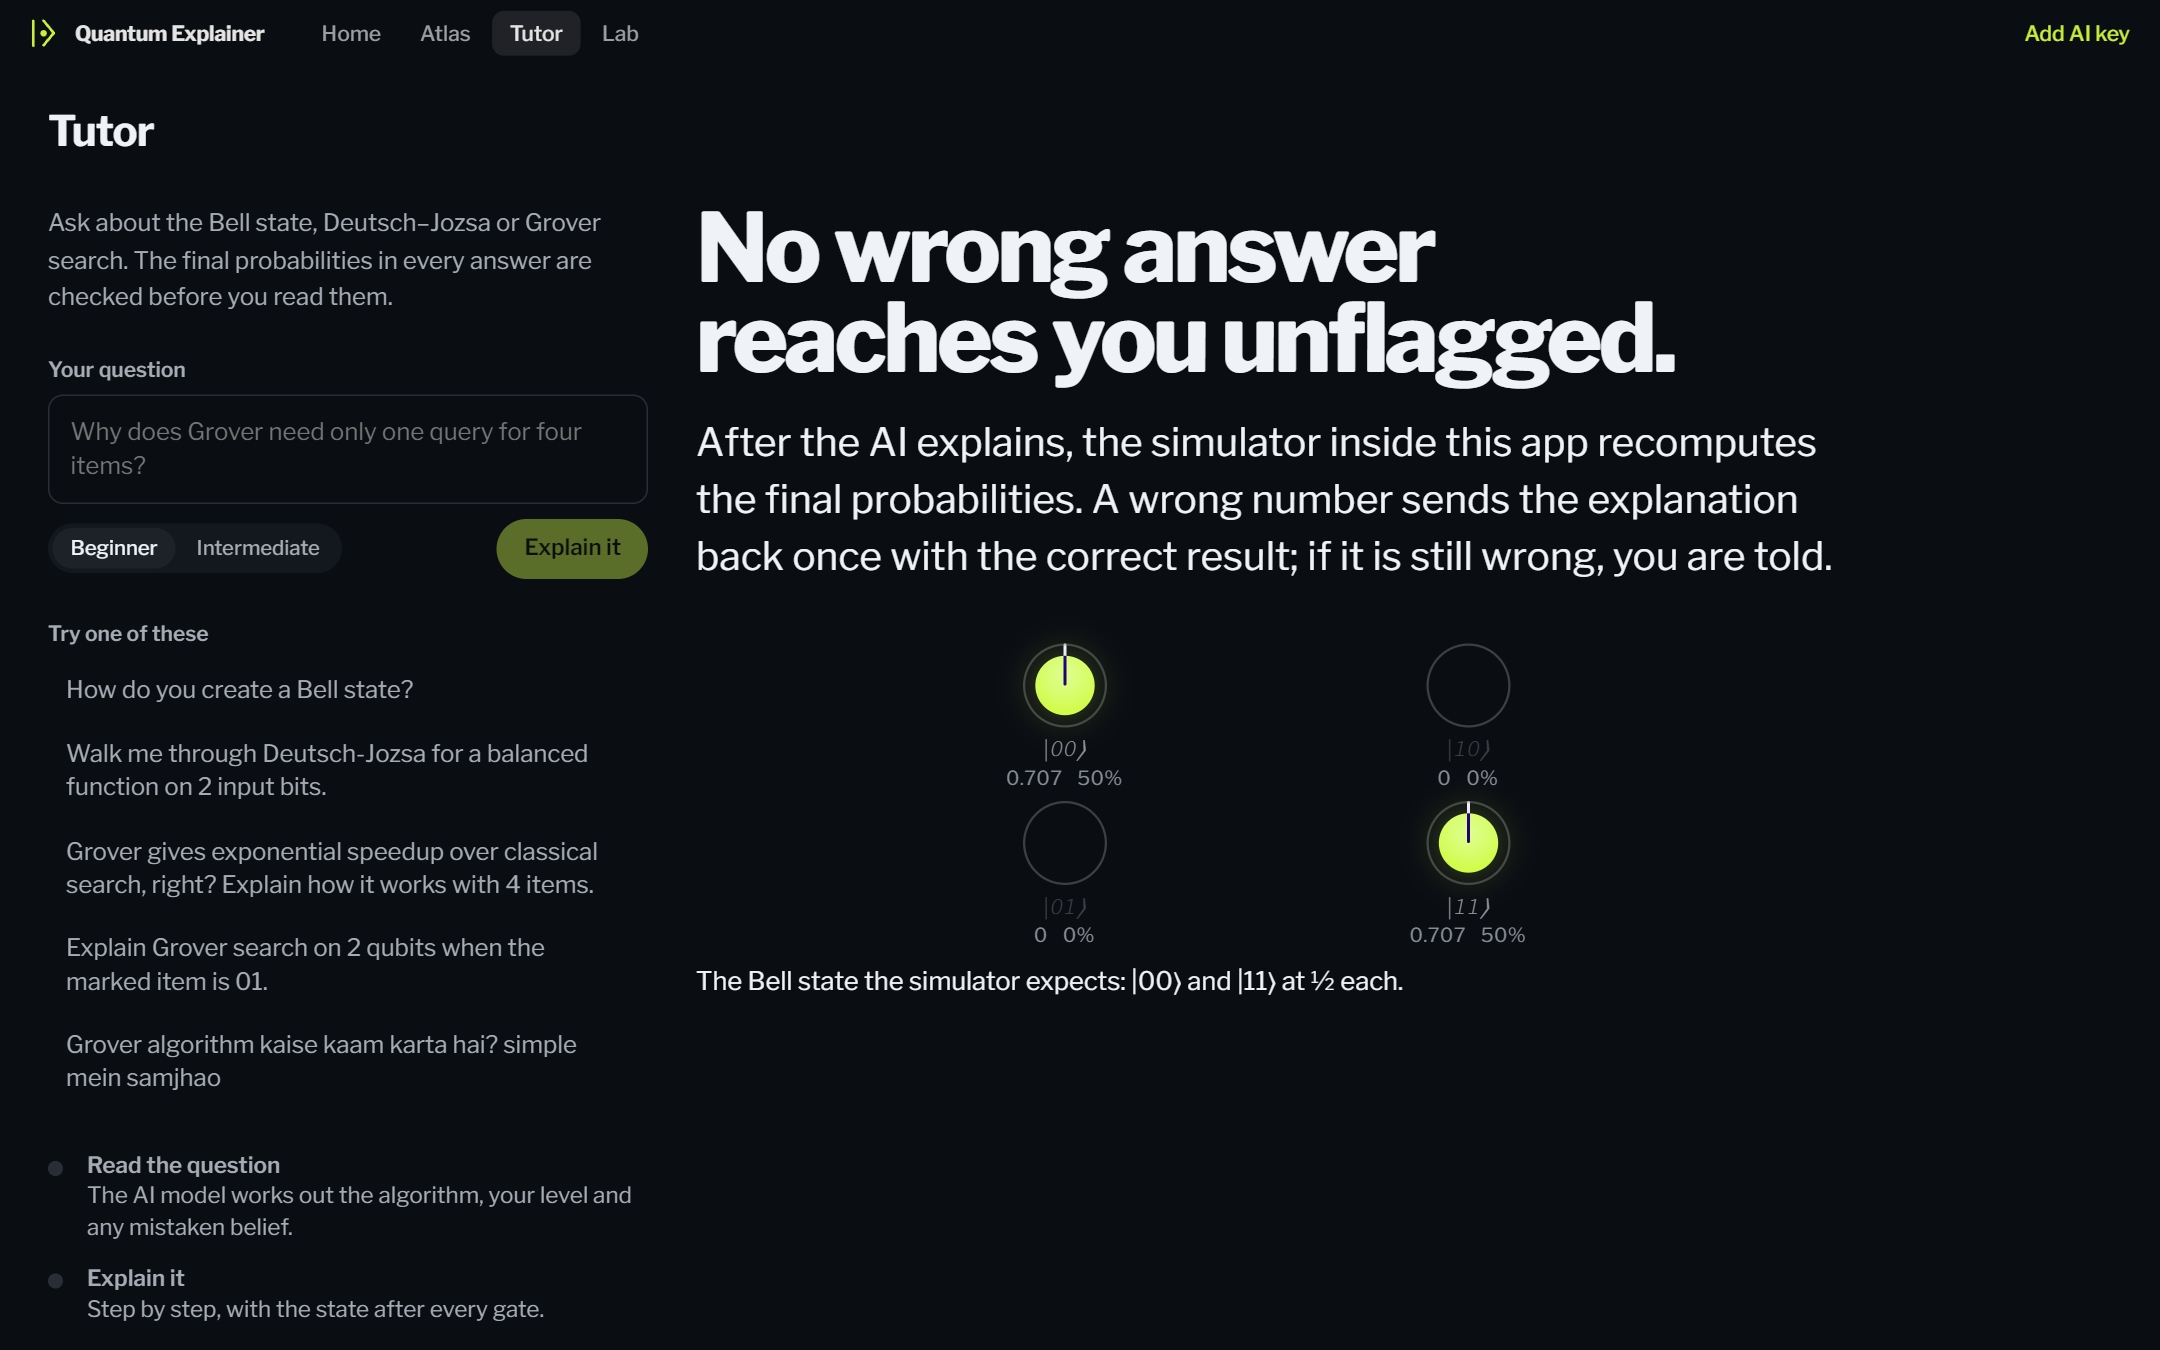 Quantum Explainer
Home
Atlas
Tutor
Lab
Add AI key
Tutor
Ask about the Bell state, Deutsch–Jozsa or Grover
search. The final probabilities in every answer are
checked before you read them.
Your question
Why does Grover need only one query for four
items?
Beginner
Intermediate
Explain it
Try one of these
How do you create a Bell state?
Walk me through Deutsch-Jozsa for a balanced
function on 2 input bits.
Grover gives exponential speedup over classical
search, right? Explain how it works with 4 items.
Explain Grover search on 2 qubits when the
marked item is 01.
Grover algorithm kaise kaam karta hai? simple
mein samjhao
Read the question
The AI model works out the algorithm, your level and
any mistaken belief.
Explain it
Step by step, with the state after every gate.
No wrong answer
reaches you unflagged.
After the AI explains, the simulator inside this app recomputes
the final probabilities. A wrong number sends the explanation
back once with the correct result; if it is still wrong, you are told.
|00⟩
0.707 50%
|10⟩
0 0%
|01⟩
0 0%
|11⟩
0.707 50%
The Bell state the simulator expects: |00⟩ and |11⟩ at ½ each.